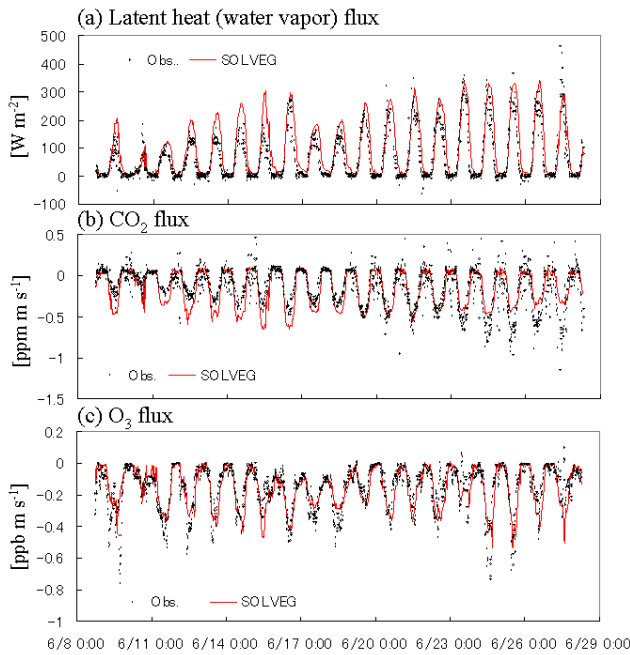 (a) Latent heat (water vapor) flux
500
400
300
200
100
0
−100
[W m-2]
Obs..
SOLVEG
(b) CO2 flux
0.5
0
−0.5
−1
−1.5
[ppm m s-1]
Obs.
SOLVEG
(c) O3 flux
0.2
0
−0.2
−0.4
−0.6
−0.8
−1
[ppb m s-1]
Obs.
SOLVEG
6/8 0:00 6/11 0:00 6/14 0:00 6/17 0:00 6/20 0:00 6/23 0:00 6/26 0:00 6/29 0:00